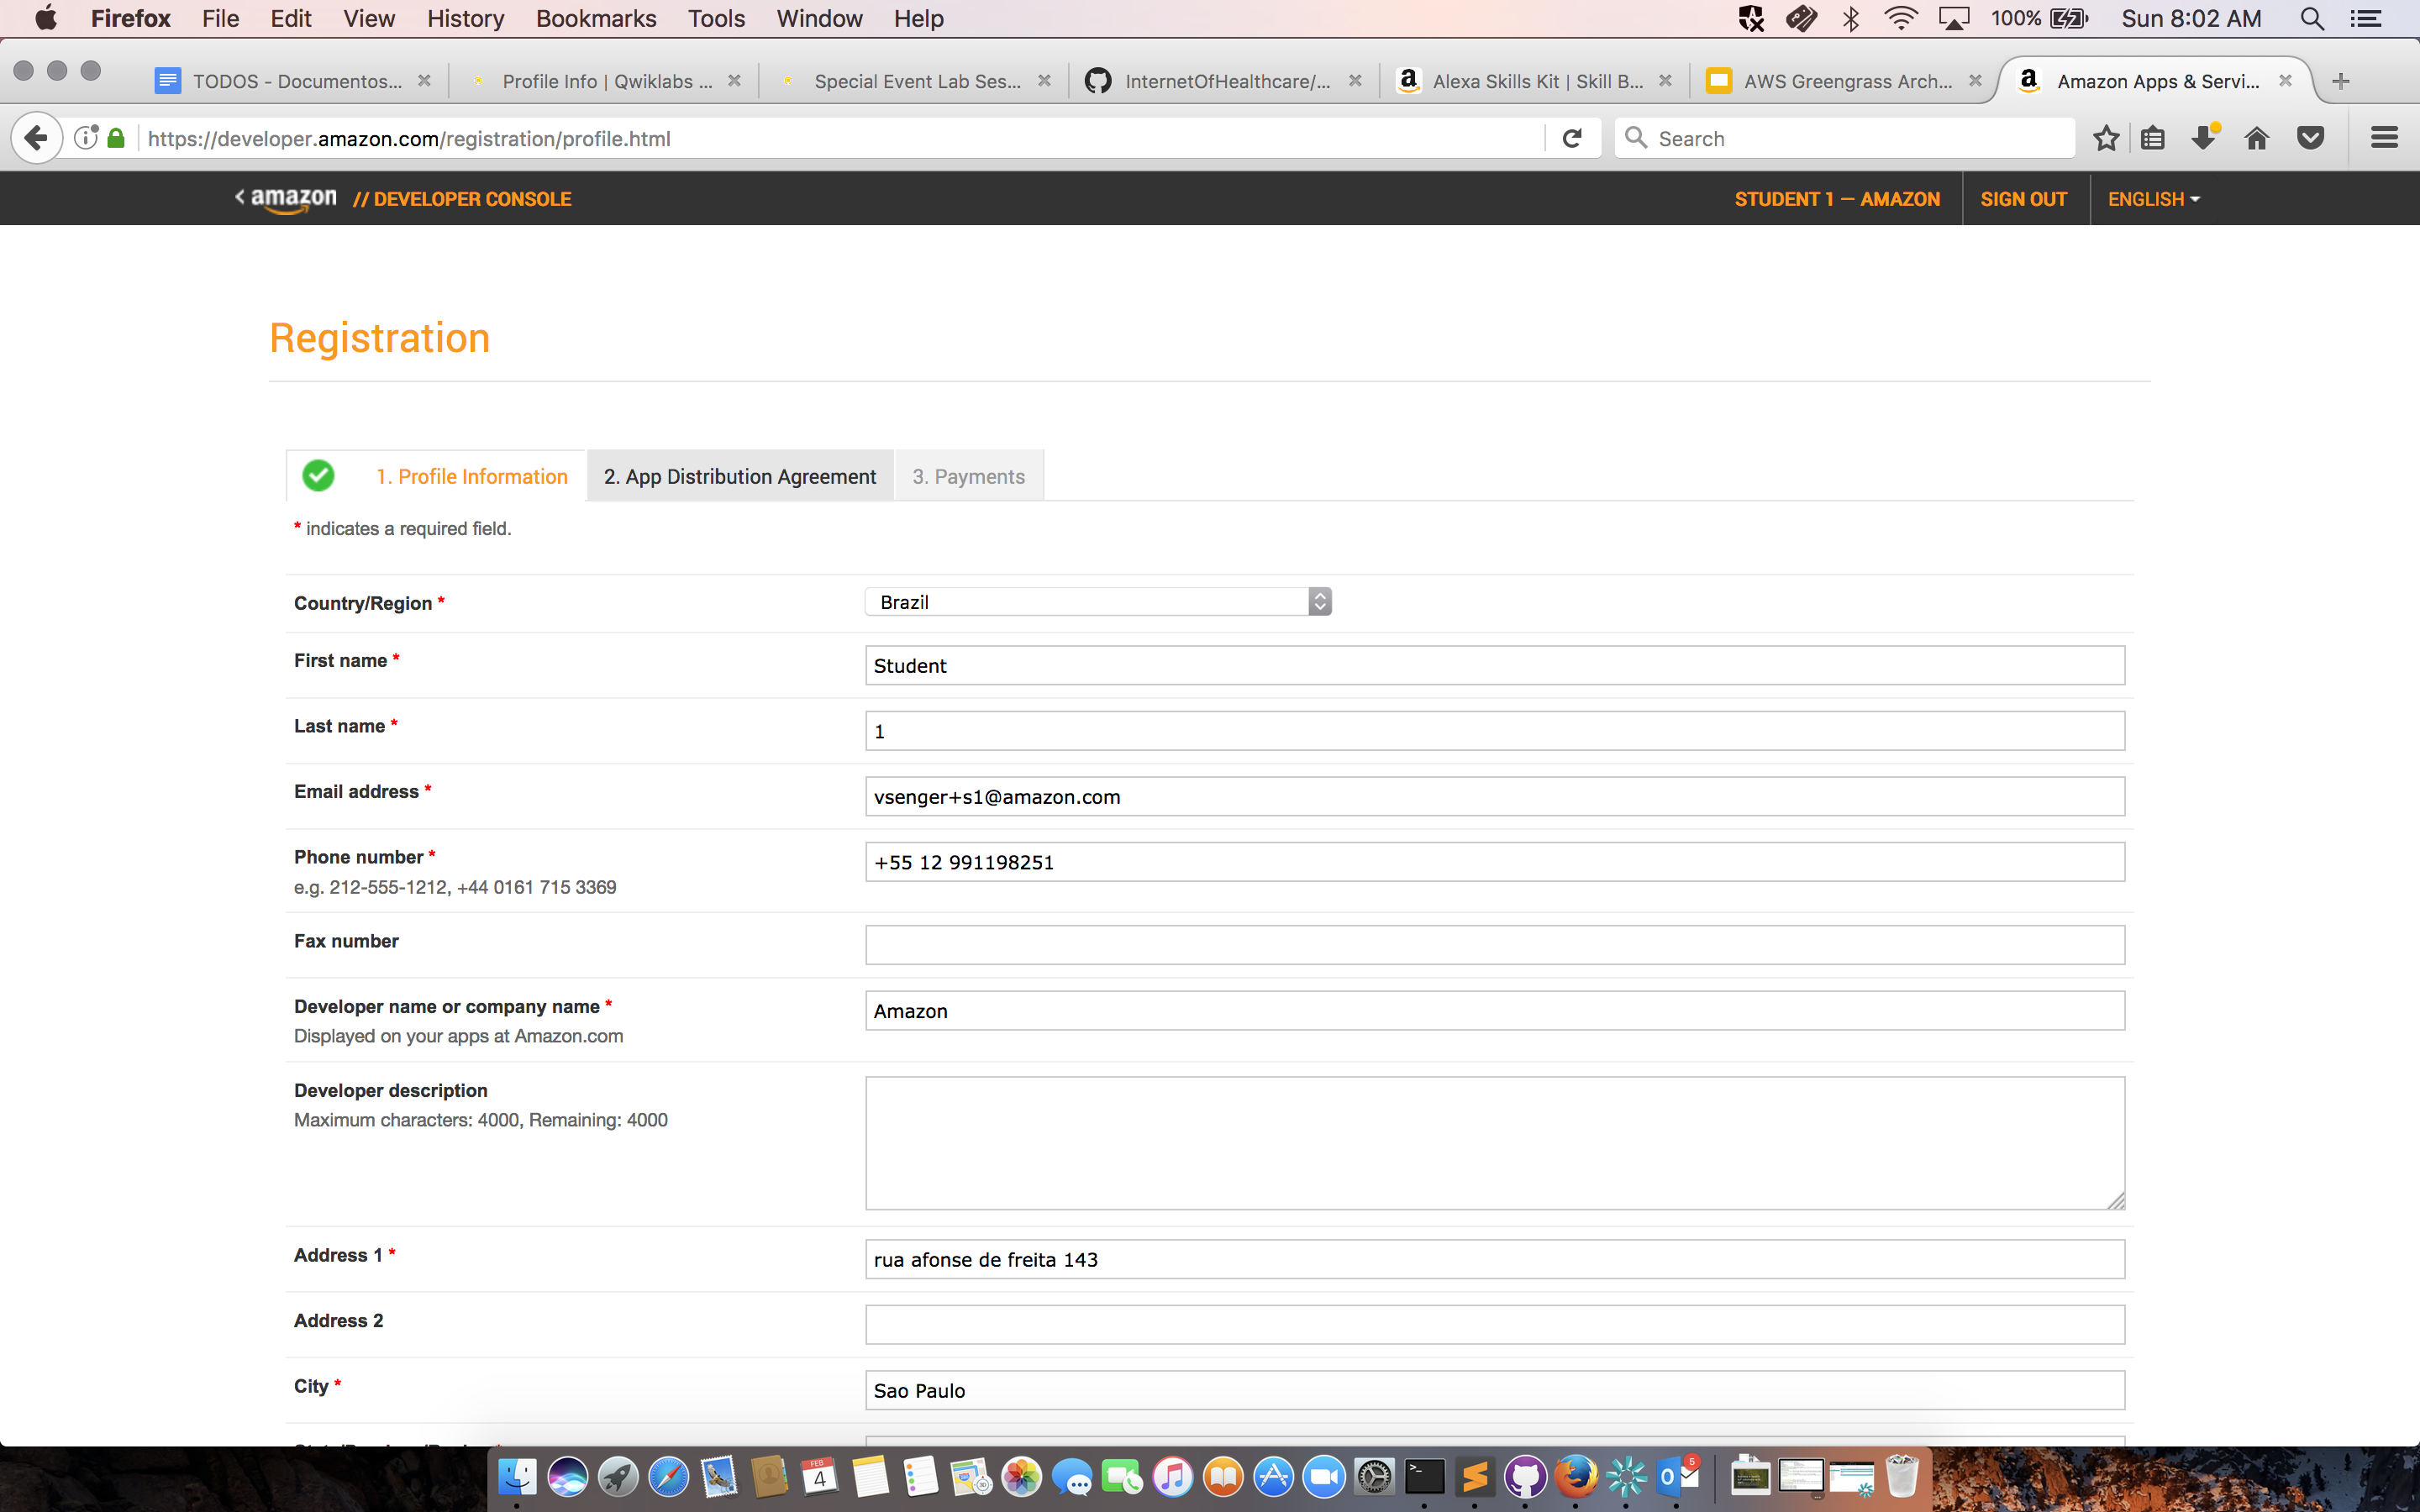 Firefox File Edit View History Bookmarks Tools Window Help 100% Sun 8:02 AM
TODOS - Documentos... Profile Info | Qwiklabs ... Special Event Lab Ses... InternetOfHealthcare/... Alexa Skills Kit | Skill B... AWS Greengrass Arch... Amazon Apps & Servi...
https://developer.amazon.com/registration/profile.html Search
< amazon // DEVELOPER CONSOLE STUDENT 1 — AMAZON SIGN OUT ENGLISH
Registration
1. Profile Information 2. App Distribution Agreement 3. Payments
* indicates a required field.
Country/Region * Brazil
First name * Student
Last name * 1
Email address * vsenger+s1@amazon.com
Phone number * +55 12 991198251
e.g. 212-555-1212, +44 0161 715 3369
Fax number
Developer name or company name * Amazon
Displayed on your apps at Amazon.com
Developer description
Maximum characters: 4000, Remaining: 4000
Address 1 * rua afonse de freita 143
Address 2
City * Sao Paulo
FEB
4
5